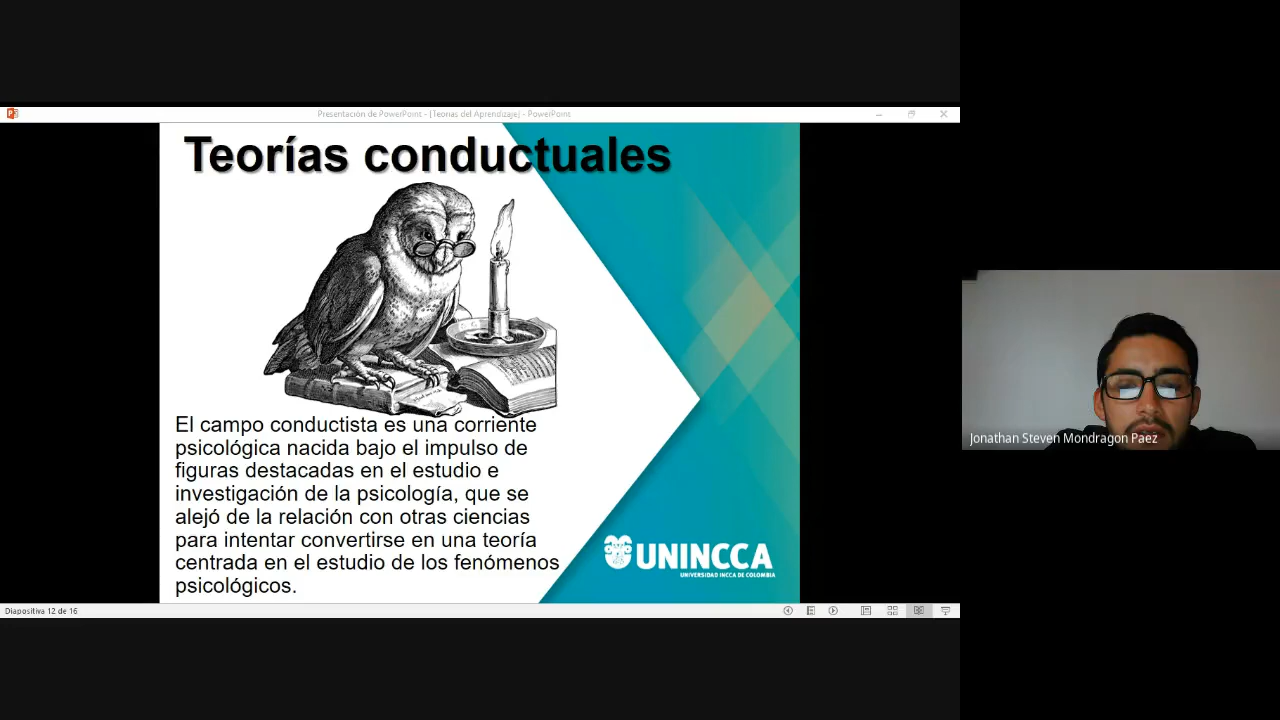 Presentación de PowerPoint - [Teorias del Aprendizaje] - PowerPoint
Teorías conductuales
El campo conductista es una corriente
psicológica nacida bajo el impulso de
figuras destacadas en el estudio e
investigación de la psicología, que se
alejó de la relación con otras ciencias
para intentar convertirse en una teoría
centrada en el estudio de los fenómenos
psicológicos.
UNINCCA
UNIVERSIDAD INCCA DE COLOMBIA
Diapositiva 12 de 16
Jonathan Steven Mondragon Paez